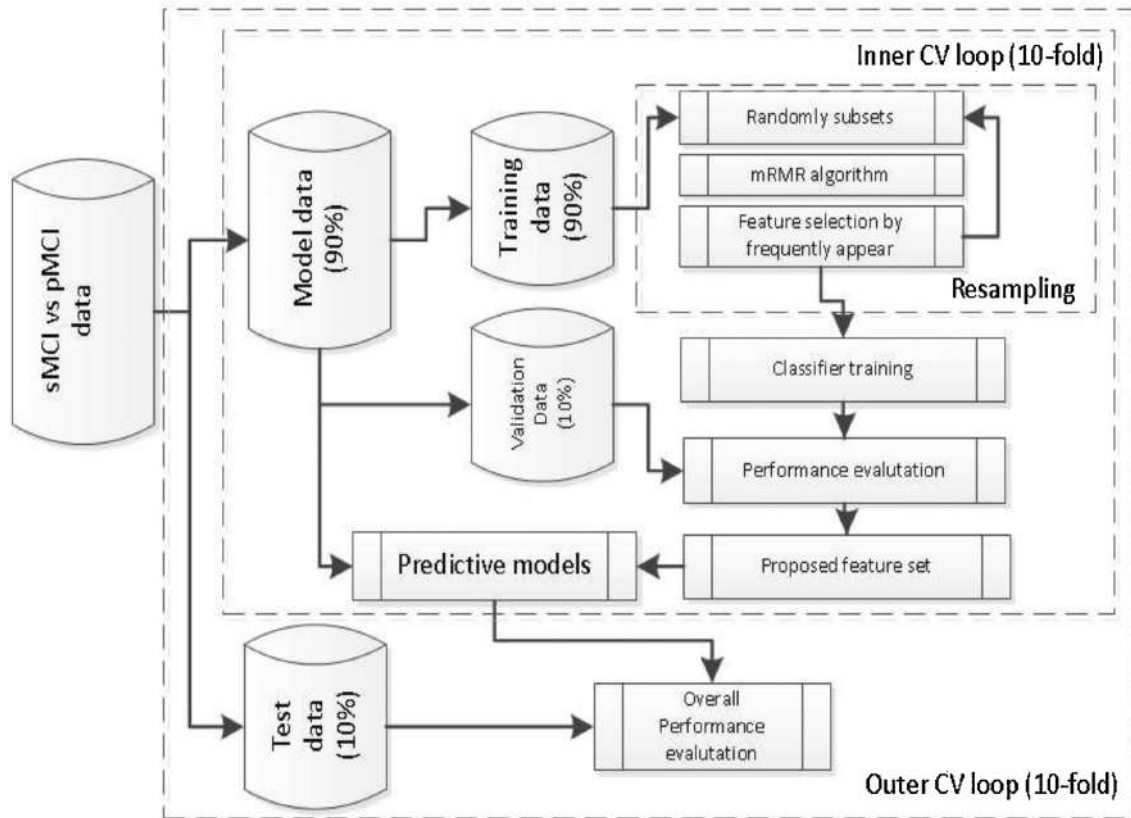 Inner CV loop (10-fold)
sMCI vs pMCI
data
Model data
(90%)
Training
data
(90%)
Randomly subsets
mRMR algorithm
Feature selection by
frequently appear
Resampling
Classifier training
Validation
Data
(10%)
Performance evalutation
Predictive models
Proposed feature set
Test
data
(10%)
Overall
Performance
evalutation
Outer CV loop (10-fold)